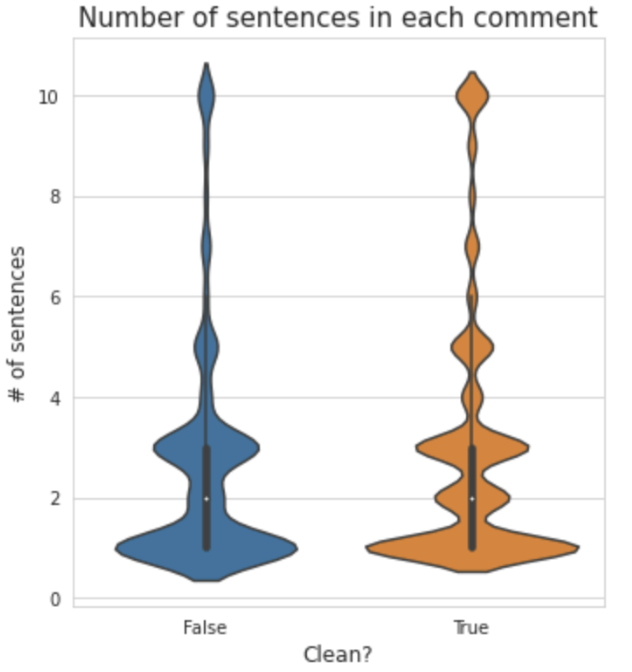 Number of sentences in each comment
# of sentences
10
8
6
4
2
0
False
True
Clean?